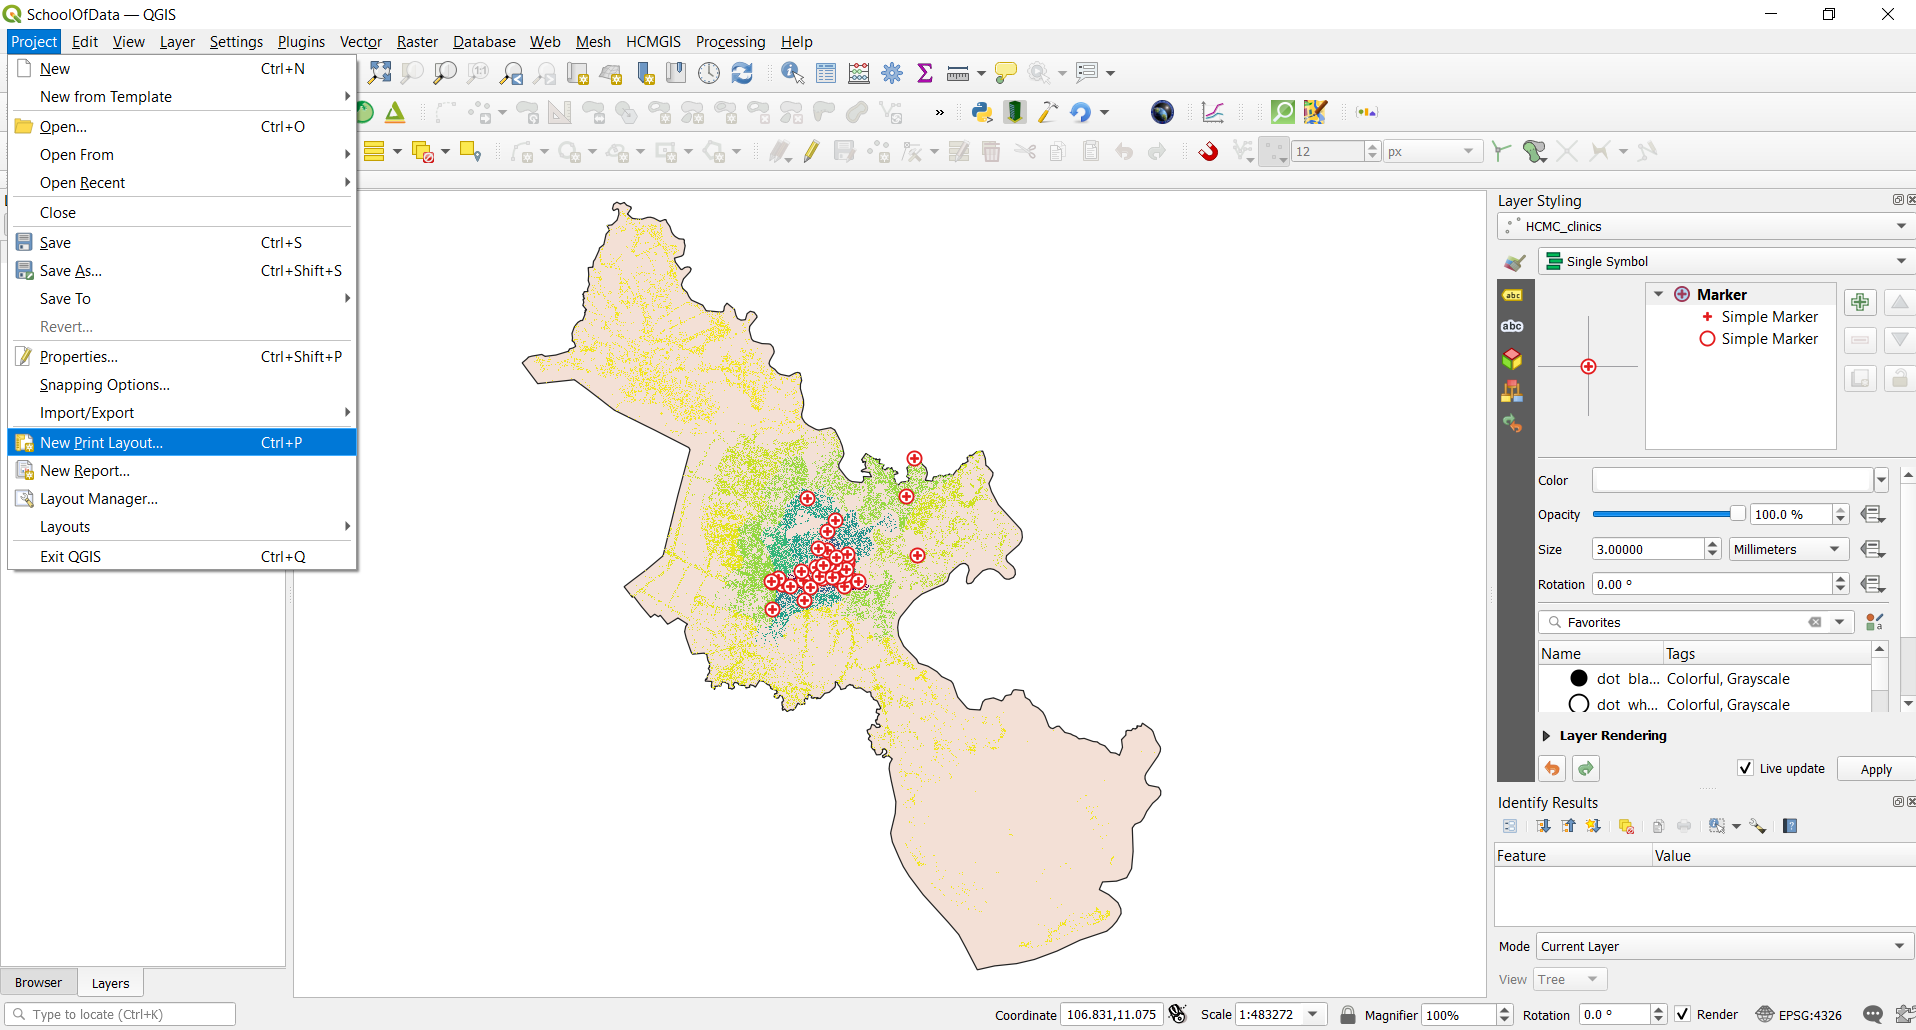 SchoolOfData — QGIS
Project Edit View Layer Settings Plugins Vector Raster Database Web Mesh HCMGIS Processing Help
New Ctrl+N
New from Template
Open... Ctrl+O
Open From
Open Recent
Close
Save Ctrl+S
Save As... Ctrl+Shift+S
Save To
Revert...
Properties... Ctrl+Shift+P
Snapping Options...
Import/Export
New Print Layout... Ctrl+P
New Report...
Layout Manager...
Layouts
Exit QGIS Ctrl+Q
1:1
»
12 px
Layer Styling
HCMC_clinics
Single Symbol
abc
abc
Marker
Simple Marker
Simple Marker
Color
Opacity 100.0 %
Size 3.00000 Millimeters
Rotation 0.00 °
Favorites
Name Tags
dot bla... Colorful, Grayscale
dot wh... Colorful, Grayscale
Layer Rendering
Live update Apply
Identify Results
Feature Value
Mode Current Layer
View Tree
Browser Layers
Type to locate (Ctrl+K)
Coordinate 106.831,11.075 Scale 1:483272 Magnifier 100% Rotation 0.0 ° Render EPSG:4326